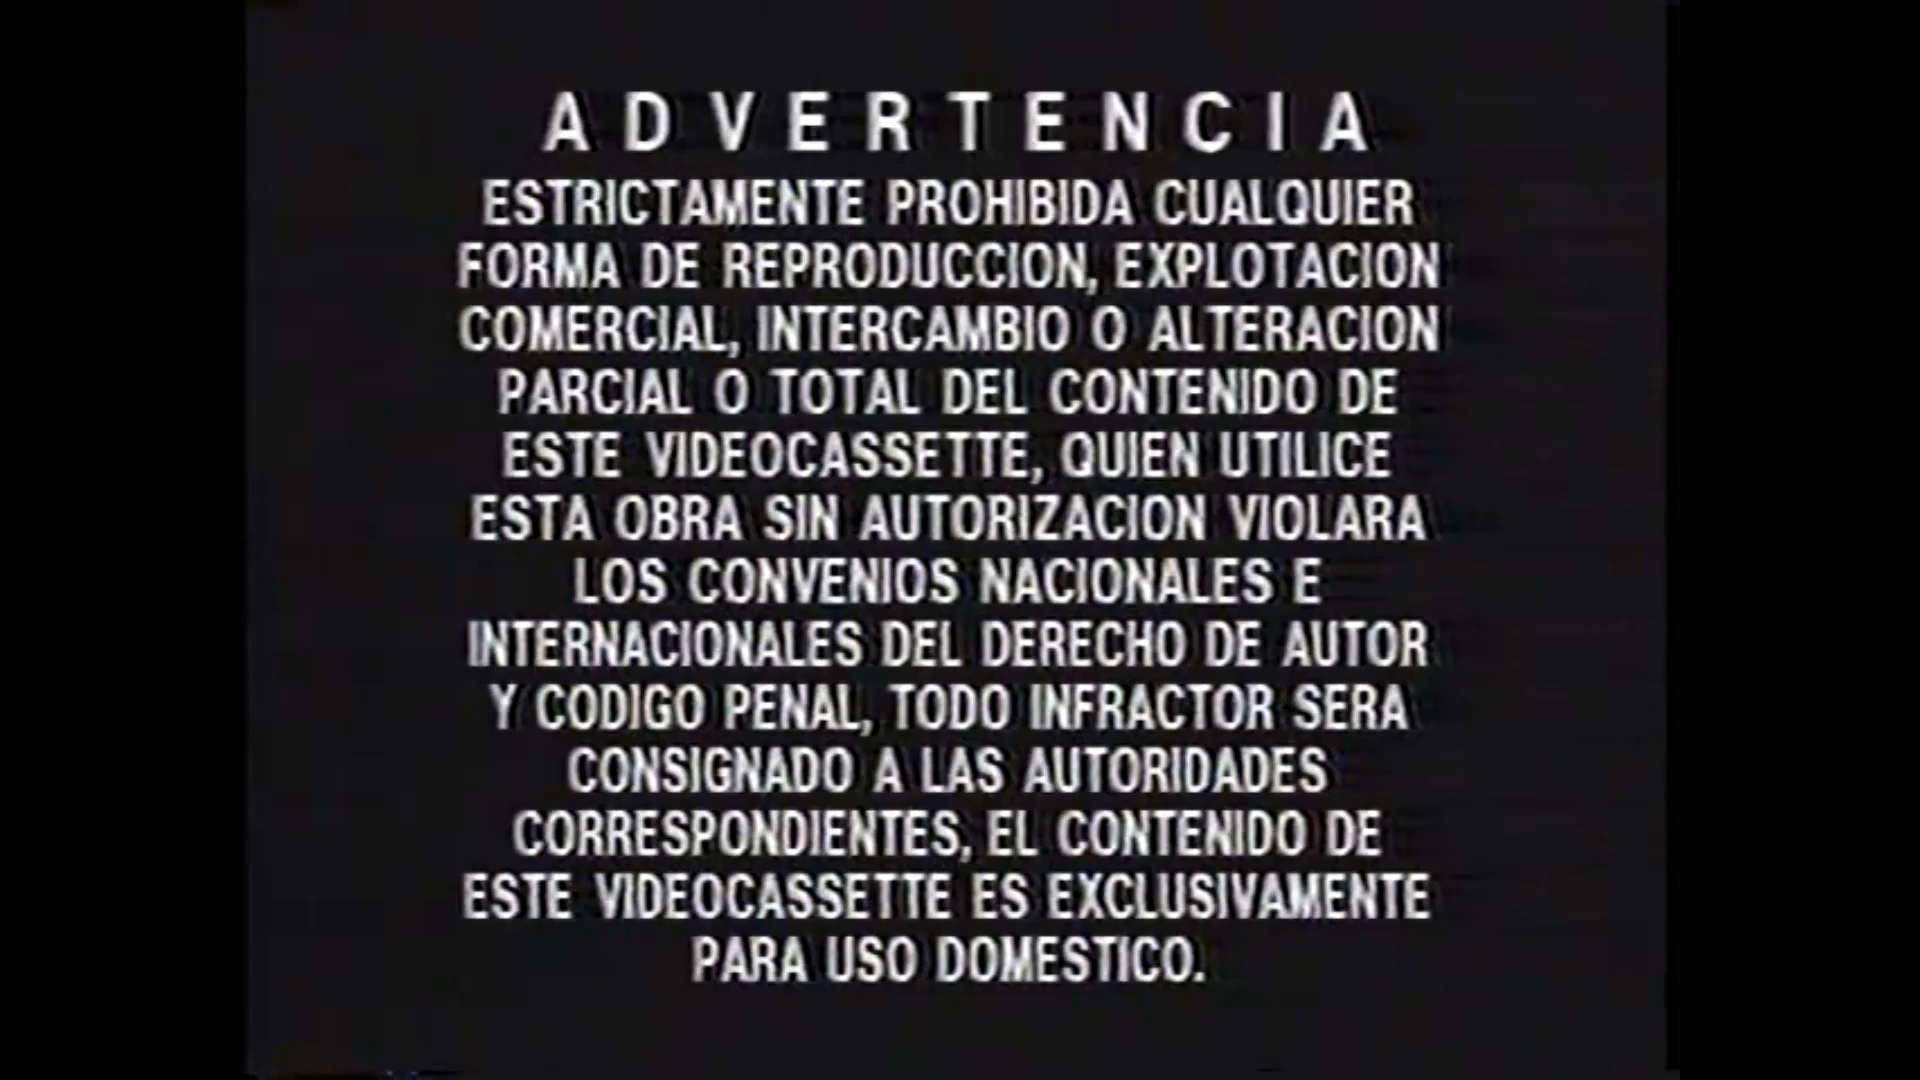 ADVERTENCIA
ESTRICTAMENTE PROHIBIDA CUALQUIER
FORMA DE REPRODUCCION, EXPLOTACION
COMERCIAL, INTERCAMBIO O ALTERACION
PARCIAL O TOTAL DEL CONTENIDO DE
ESTE VIDEOCASSETTE, QUIEN UTILICE
ESTA OBRA SIN AUTORIZACION VIOLARA
LOS CONVENIOS NACIONALES E
INTERNACIONALES DEL DERECHO DE AUTOR
Y CODIGO PENAL, TODO INFRACTOR SERA
CONSIGNADO A LAS AUTORIDADES
CORRESPONDIENTES, EL CONTENIDO DE
ESTE VIDEOCASSETTE ES EXCLUSIVAMENTE
PARA USO DOMESTICO.